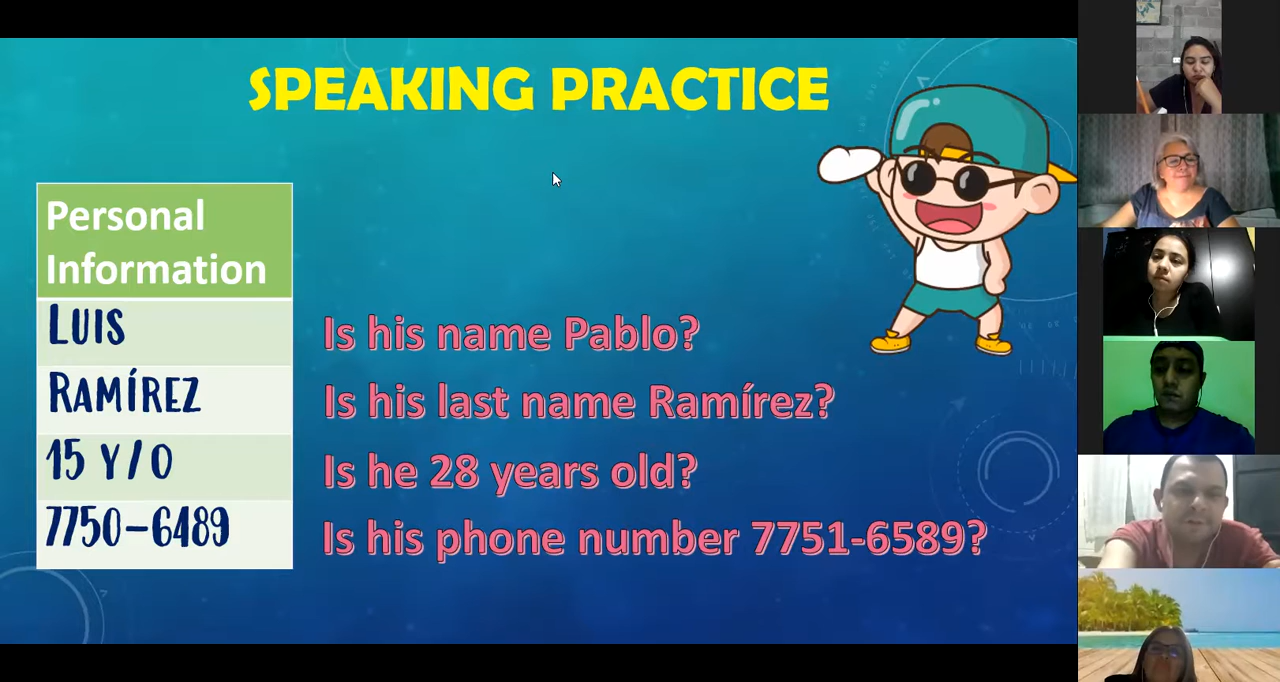 SPEAKING PRACTICE
Personal
Information
LUIS
RAMÍREZ
15 Y/O
7750-6489
Is his name Pablo?
Is his last name Ramírez?
Is he 28 years old?
Is his phone number 7751-6589?